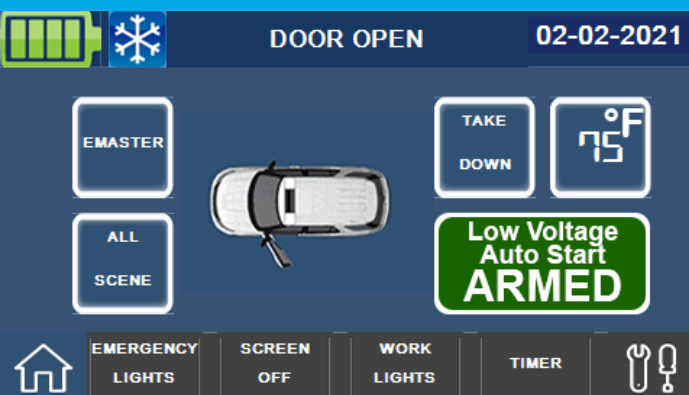 DOOR OPEN
02-02-2021
EMASTER
TAKE
DOWN
75°F
ALL
SCENE
Low Voltage
Auto Start
ARMED
EMERGENCY
LIGHTS
SCREEN
OFF
WORK
LIGHTS
TIMER